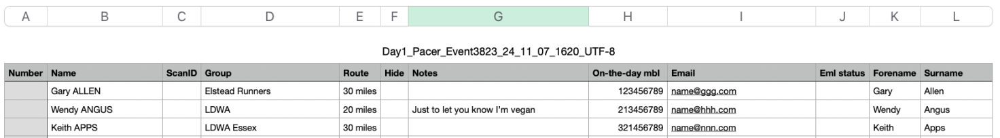 A B C D E F G H I J K L
Day1_Pacer_Event3823_24_11_07_1620_UTF-8
Number Name ScanID Group Route Hide Notes On-the-day mbl Email Eml status Forename Surname
Gary ALLEN Elstead Runners 30 miles 123456789 name@ggg.com Gary Allen
Wendy ANGUS LDWA 20 miles Just to let you know I’m vegan 213456789 name@hhh.com Wendy Angus
Keith APPS LDWA Essex 30 miles 321456789 name@nnn.com Keith Apps